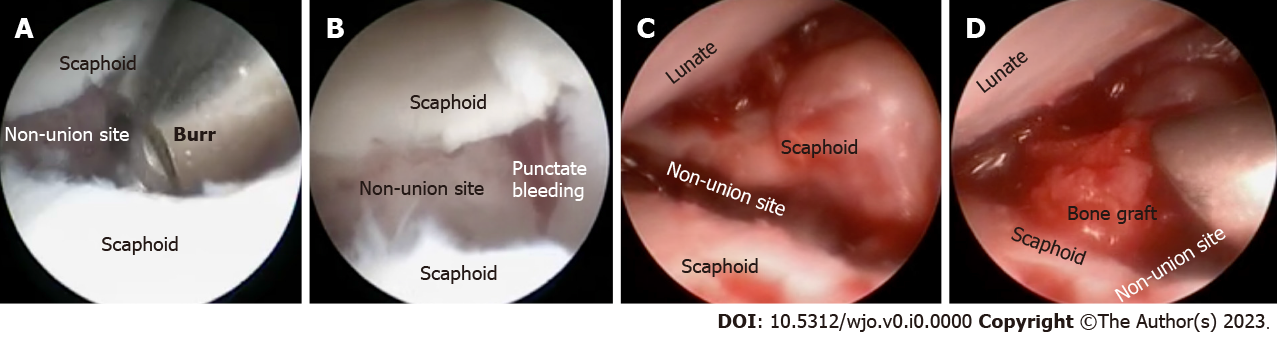 A
Scaphoid
Non-union site
Burr
Scaphoid
B
Scaphoid
Non-union site
Punctate
bleeding
Scaphoid
C
Lunate
Scaphoid
Non-union site
Scaphoid
D
Lunate
Bone graft
Scaphoid
Non-union site
DOI: 10.5312/wjo.v0.i0.0000 Copyright ©The Author(s) 2023.